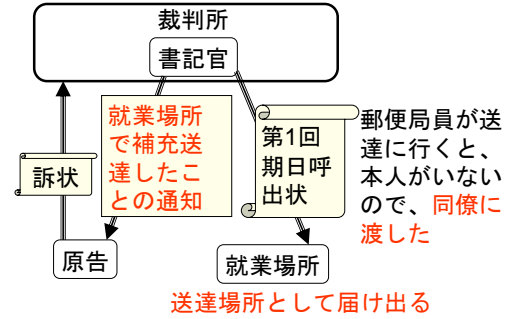 裁判所
書記官
就業場所
で補充送
達したこ
との通知
第1回
期日呼
出状
郵便局員が送
達に行くと、
本人がいない
ので、同僚に
渡した
訴状
原告
就業場所
送達場所として届け出る